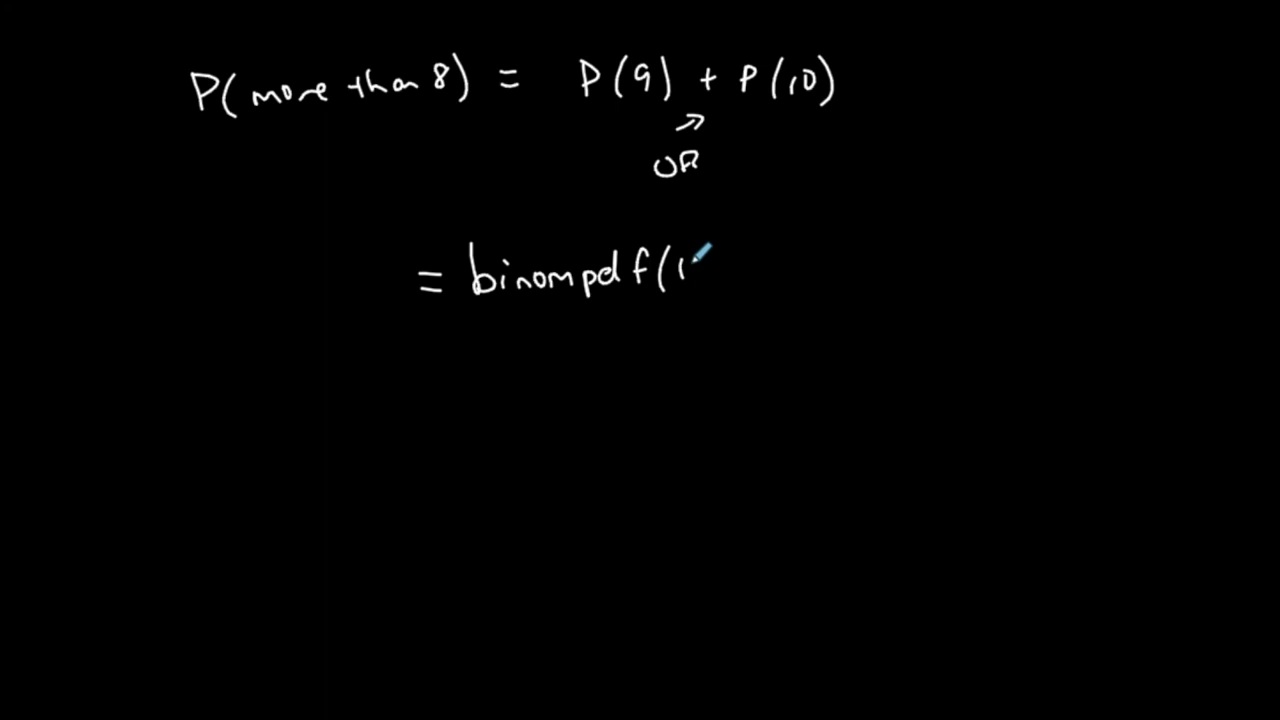 P(more than 8) = P(9) + P(10)
OR
= binompdf(1